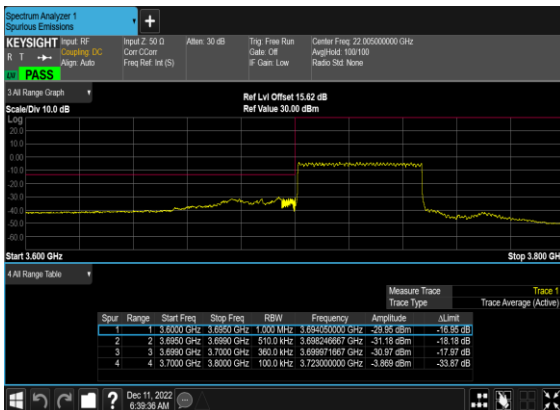 Spectrum Analyzer 1
Spurious Emissions
+
KEYSIGHT Input: RF Input Z: 50 Ω Atten: 30 dB Trig: Free Run Center Freq: 22.005000000 GHz
R T Coupling: DC Corr CCorr Gate: Off Avg|Hold: 100/100
Align: Auto Freq Ref: Int (S) IF Gain: Low Radio Std: None
PASS
3 All Range Graph
Ref Lvl Offset 15.62 dB
Scale/Div 10.0 dB Ref Value 30.00 dBm
Log
20.0
10.0
0.00
-10.0
-20.0
-30.0
-40.0
-50.0
-60.0
Start 3.600 GHz Stop 3.800 GH
4 All Range Table
Measure Trace Trace 1
Trace Type Trace Average (Active)
Spur Range Start Freq Stop Freq RBW Frequency Amplitude ΔLimit
1 1 3.6000 GHz 3.6950 GHz 1.000 MHz 3.694050000 GHz -29.95 dBm -16.95 dB
2 2 3.6950 GHz 3.6990 GHz 510.0 kHz 3.698246667 GHz -31.18 dBm -18.18 dB
3 3 3.6990 GHz 3.7000 GHz 360.0 kHz 3.699971667 GHz -30.97 dBm -17.97 dB
4 4 3.7000 GHz 3.8000 GHz 100.0 kHz 3.723000000 GHz -3.869 dBm -33.87 dB
? Dec 11, 2022
6:39:36 AM